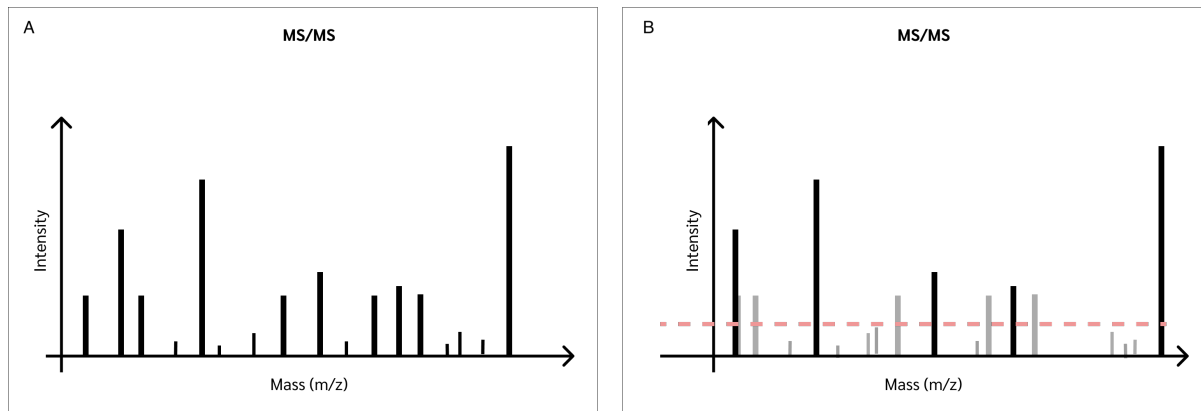 A
MS/MS
Intensity
Mass (m/z)
B
MS/MS
Intensity
Mass (m/z)